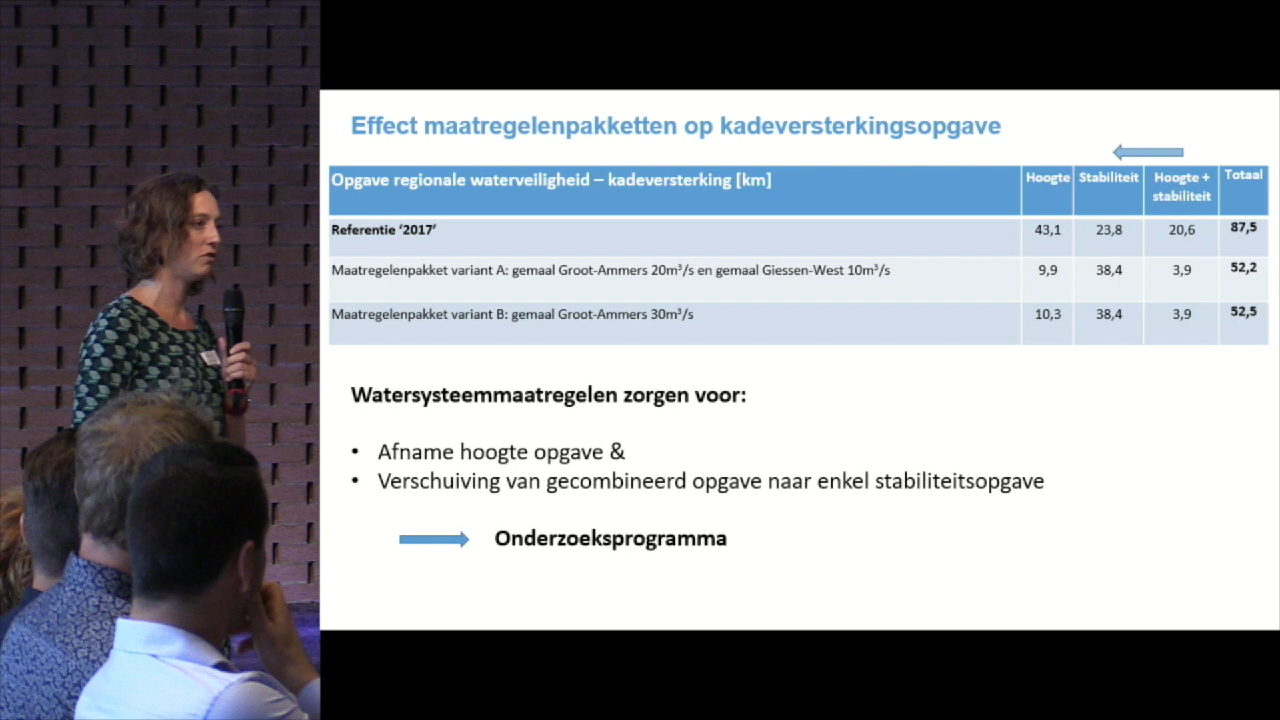 Effect maatregelenpakketten op kadeversterkingsopgave
Opgave regionale waterveiligheid – kadeversterking [km] Hoogte Stabiliteit Hoogte + stabiliteit Totaal
Referentie ‘2017’ 43,1 23,8 20,6 87,5
Maatregelenpakket variant A: gemaal Groot-Ammers 20m³/s en gemaal Giessen-West 10m³/s 9,9 38,4 3,9 52,2
Maatregelenpakket variant B: gemaal Groot-Ammers 30m³/s 10,3 38,4 3,9 52,5
Watersysteemmaatregelen zorgen voor:
• Afname hoogte opgave &
• Verschuiving van gecombineerd opgave naar enkel stabiliteitsopgave
Onderzoeksprogramma